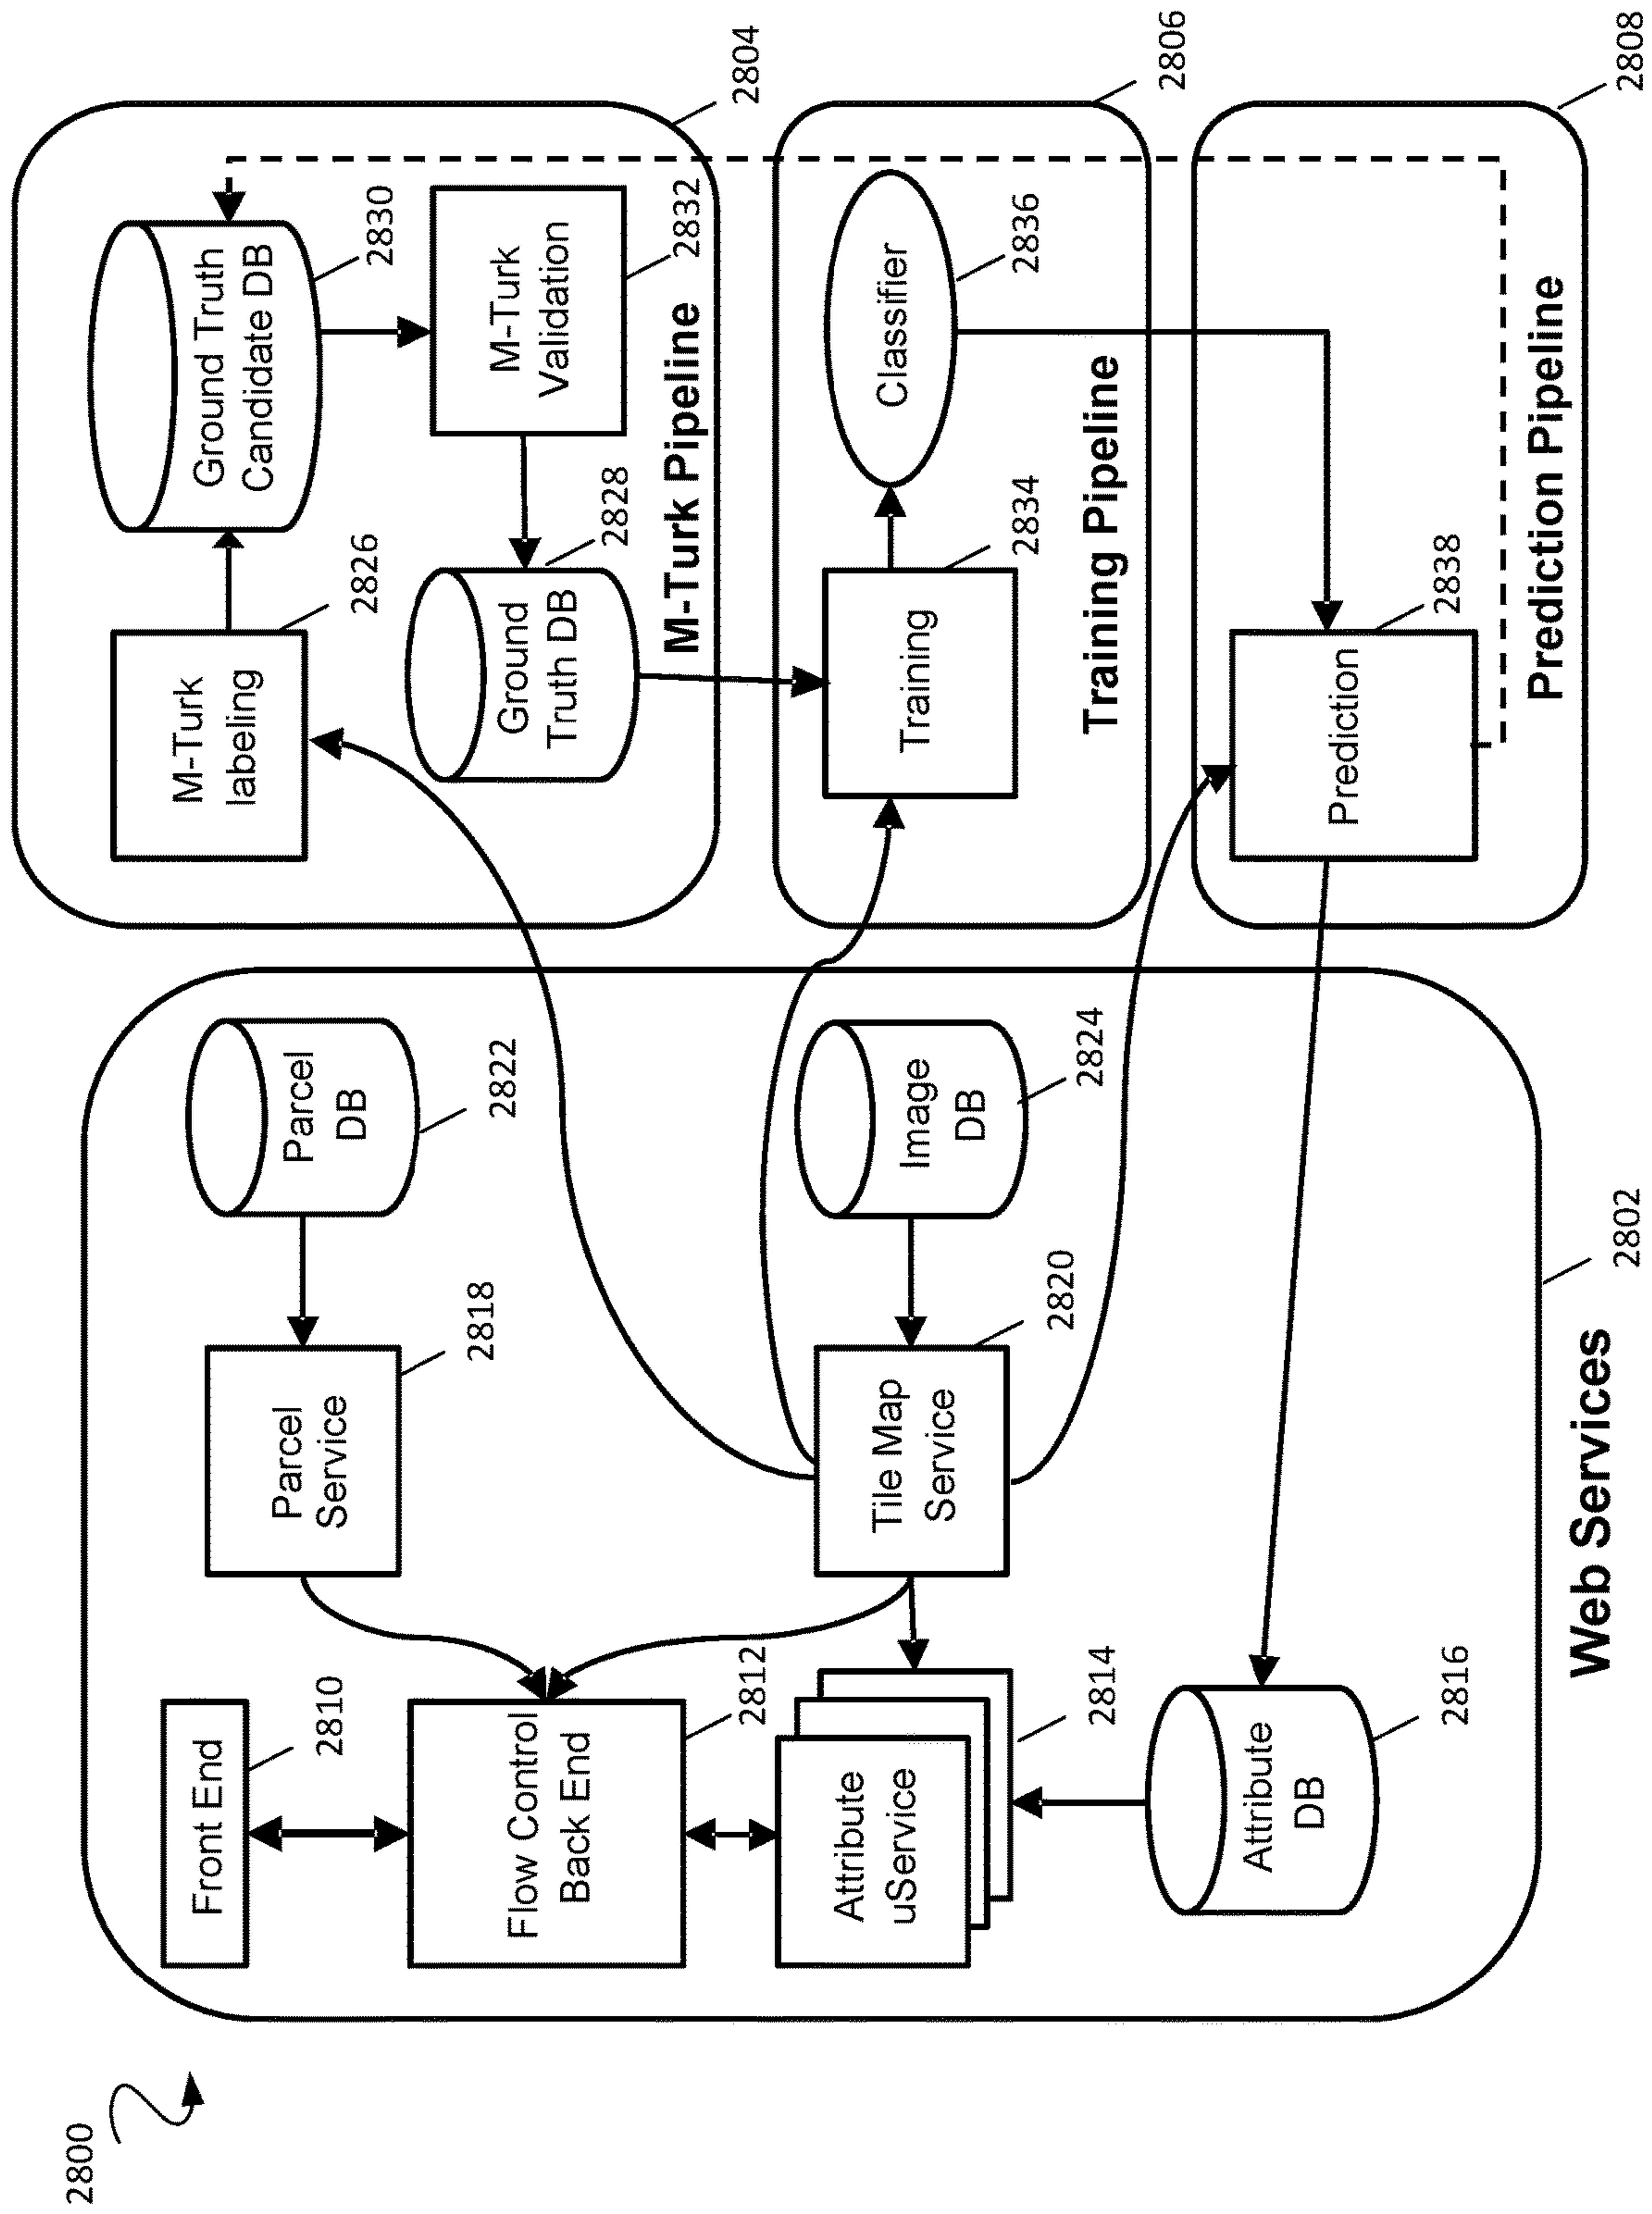 2800
Front End
2810
Flow Control
Back End
2812
Attribute
uService
2814
Attribute
DB
2816
Parcel
Service
2818
Tile Map
Service
2820
Parcel
DB
2822
Image
DB
2824
Web Services
2802
M-Turk
labeling
2826
Ground Truth
Candidate DB
2830
Ground
Truth DB
2828
M-Turk
Validation
2832
M-Turk Pipeline
2804
Training
2834
Classifier
2836
Training Pipeline
2806
Prediction
2838
Prediction Pipeline
2808